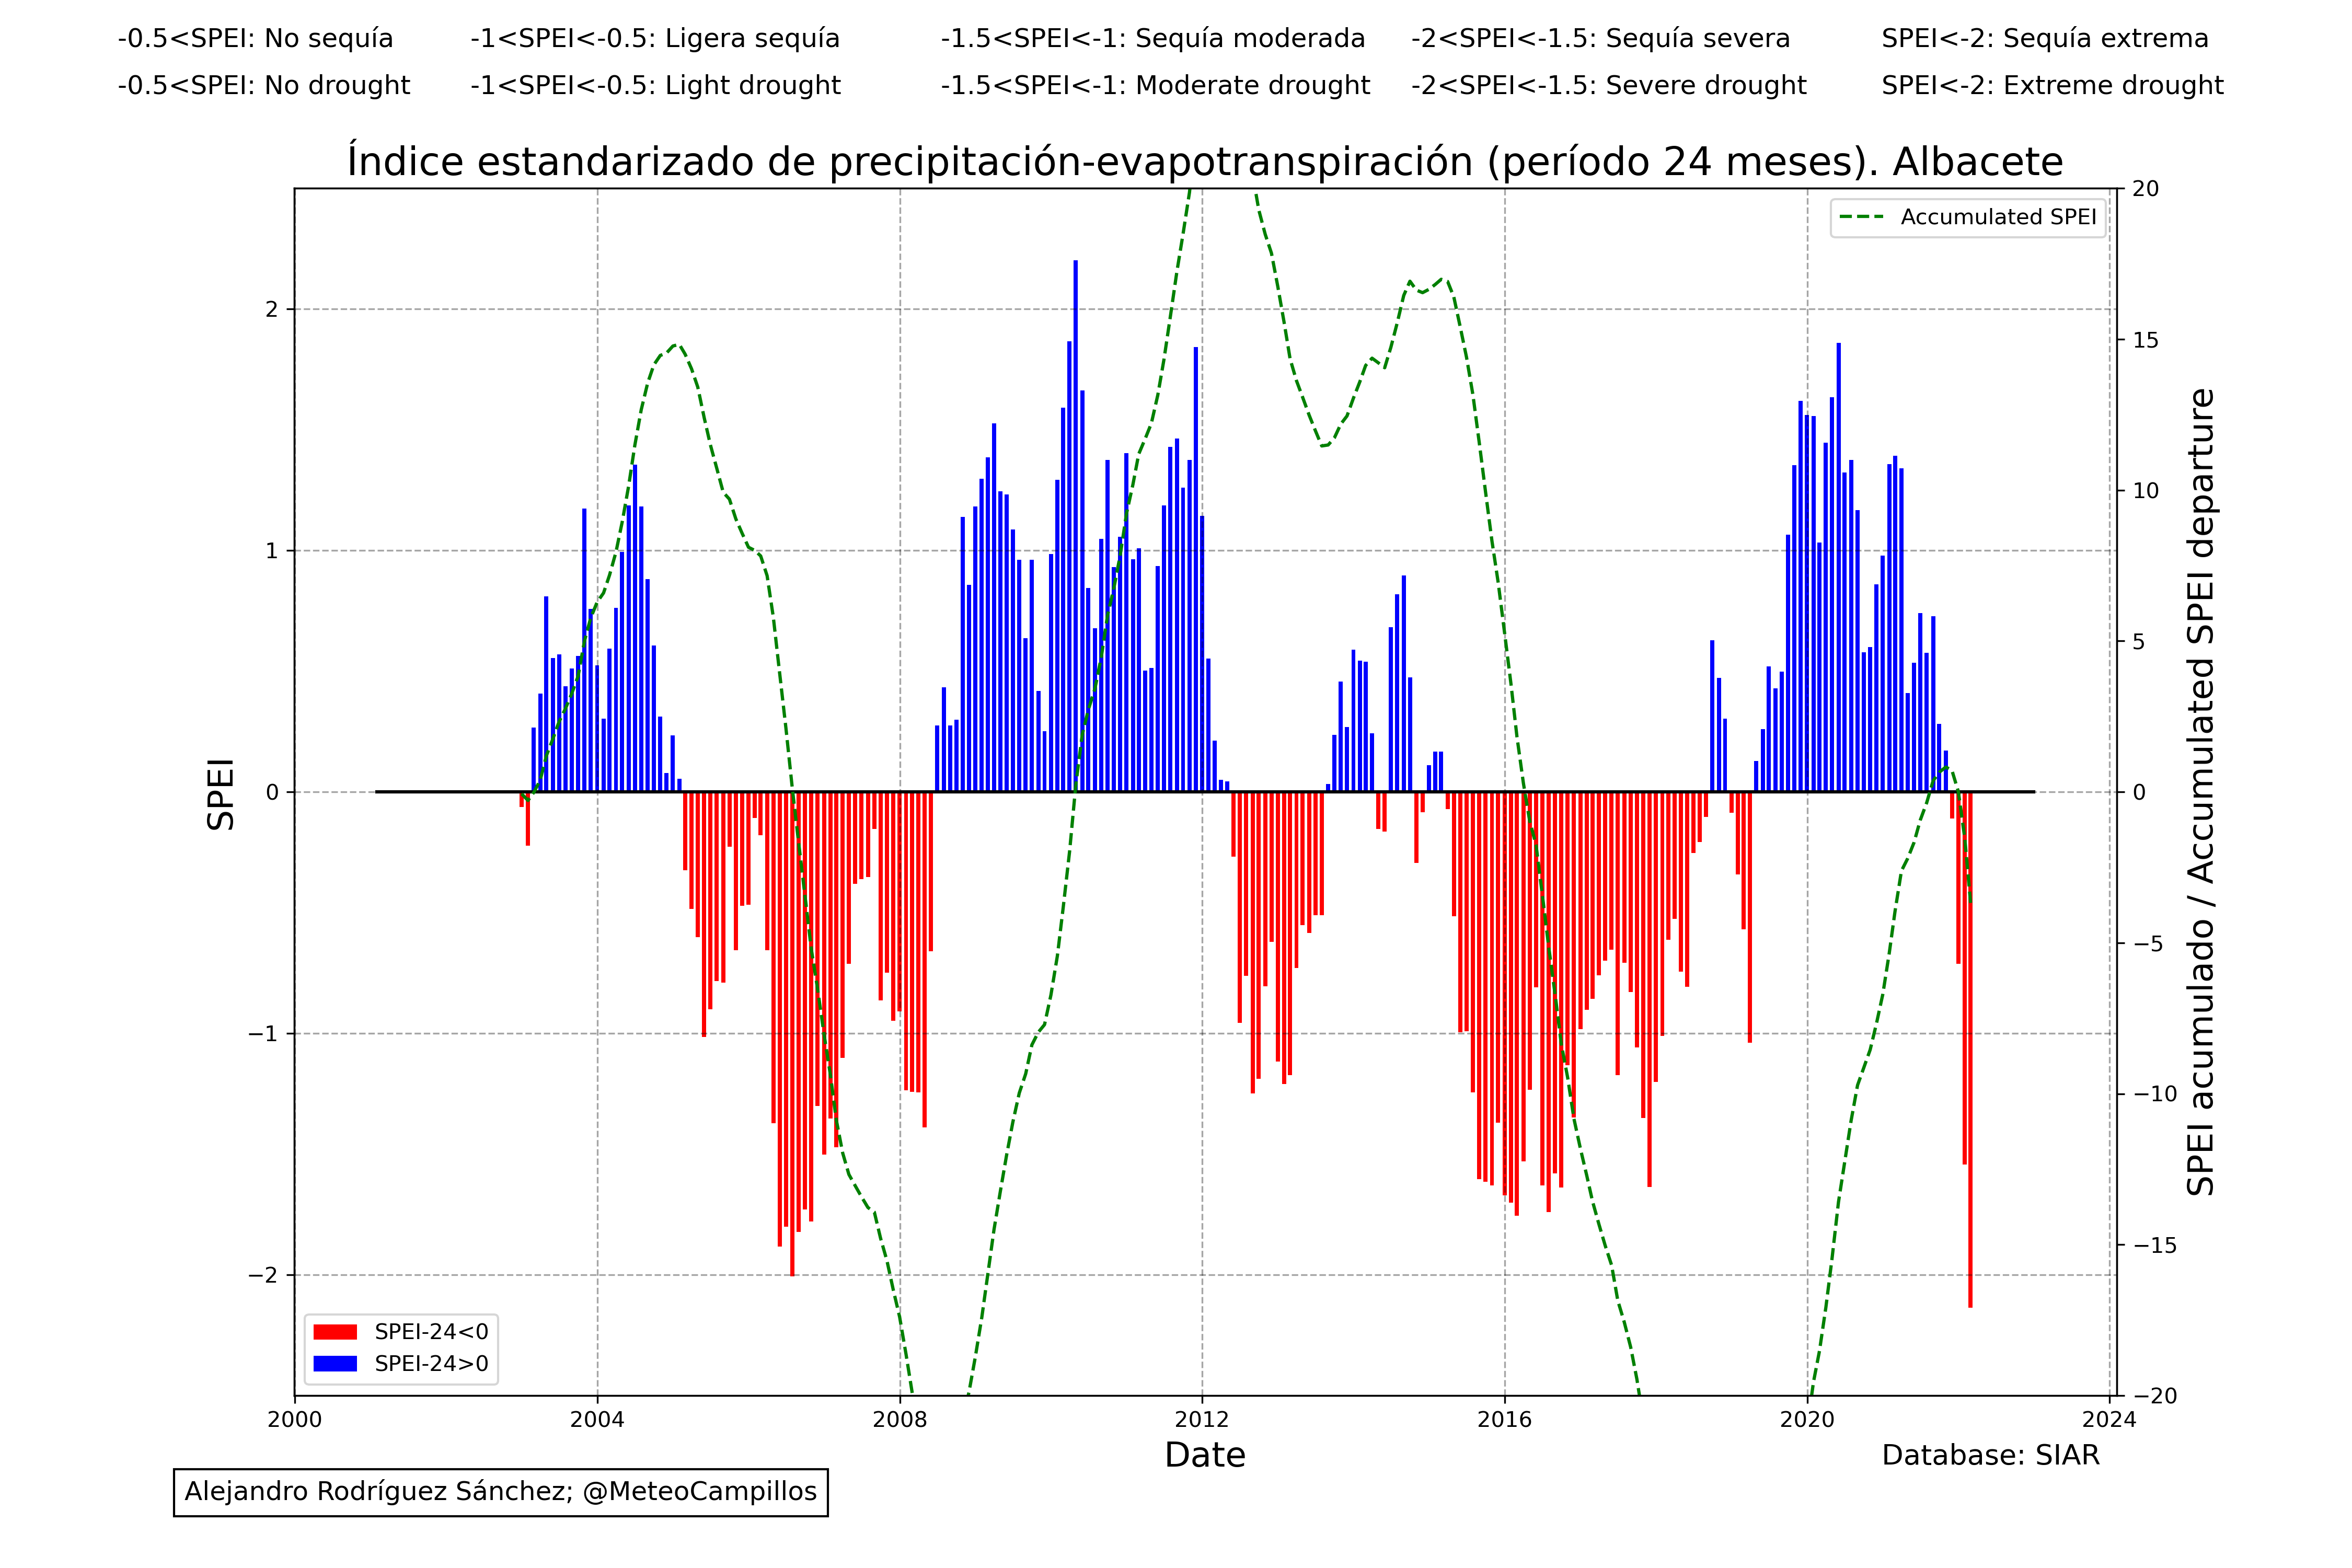 -0.5<SPEI: No sequía -1<SPEI<-0.5: Ligera sequía -1.5<SPEI<-1: Sequía moderada -2<SPEI<-1.5: Sequía severa SPEI<-2: Sequía extrema
-0.5<SPEI: No drought -1<SPEI<-0.5: Light drought -1.5<SPEI<-1: Moderate drought -2<SPEI<-1.5: Severe drought SPEI<-2: Extreme drought
Índice estandarizado de precipitación-evapotranspiración (período 24 meses). Albacete
Accumulated SPEI
SPEI
2
1
0
−1
−2
20
15
10
5
0
−5
−10
−15
−20
SPEI acumulado / Accumulated SPEI departure
SPEI-24<0
SPEI-24>0
2000 2004 2008 2012 2016 2020 2024
Date
Database: SIAR
Alejandro Rodríguez Sánchez; @MeteoCampillos